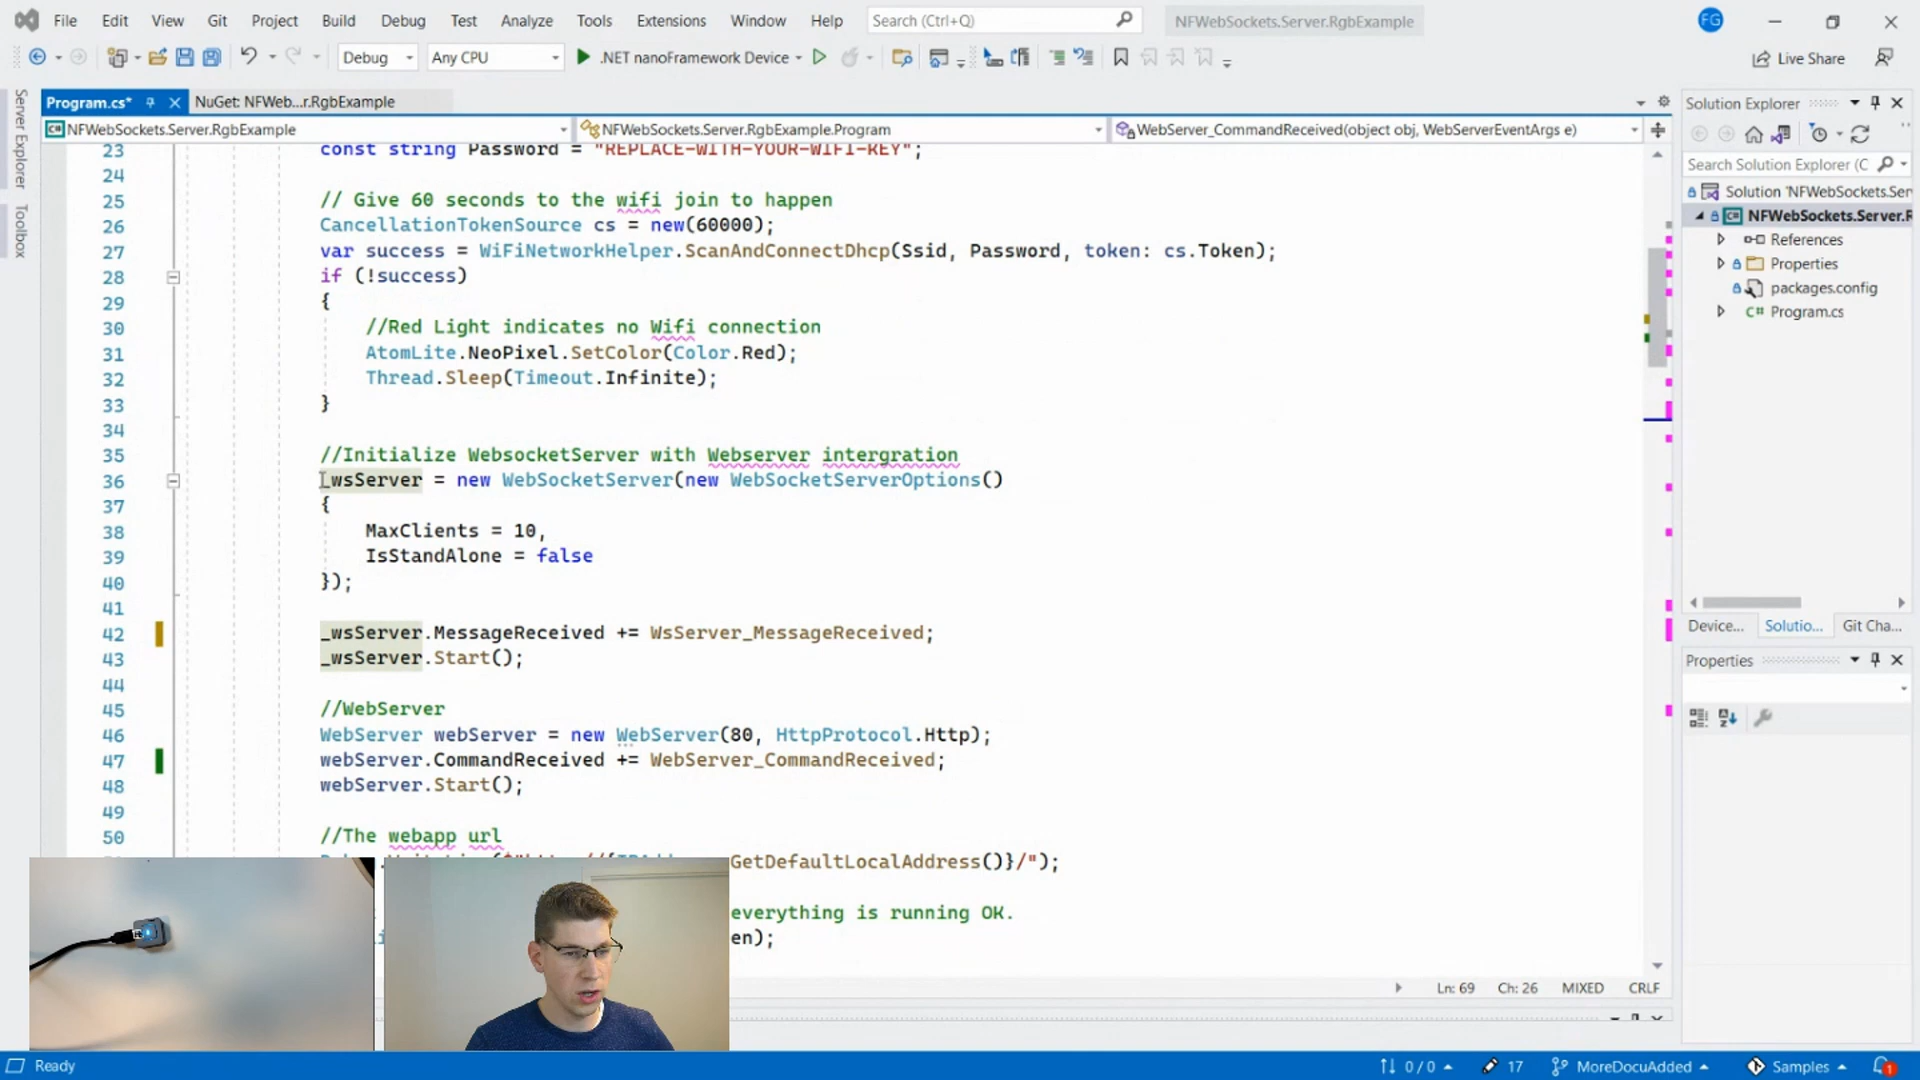 File Edit View Git Project Build Debug Test Analyze Tools Extensions Window Help Search (Ctrl+Q) NFWebSockets.Server.RgbExample FG
Debug Any CPU .NET nanoFramework Device Live Share
Server Explorer
Toolbox
Program.cs* NuGet: NFWeb...r.RgbExample
NFWebSockets.Server.RgbExample NFWebSockets.Server.RgbExample.Program WebServer_CommandReceived(object obj, WebServerEventArgs e)
23 const string Password = "REPLACE-WITH-YOUR-WIFI-KEY";
24
25 // Give 60 seconds to the wifi join to happen
26 CancellationTokenSource cs = new(60000);
27 var success = WiFiNetworkHelper.ScanAndConnectDhcp(Ssid, Password, token: cs.Token);
28 if (!success)
29 {
30 //Red Light indicates no Wifi connection
31 AtomLite.NeoPixel.SetColor(Color.Red);
32 Thread.Sleep(Timeout.Infinite);
33 }
34
35 //Initialize WebsocketServer with Webserver intergration
36 _wsServer = new WebSocketServer(new WebSocketServerOptions()
37 {
38 MaxClients = 10,
39 IsStandAlone = false
40 });
41
42 _wsServer.MessageReceived += WsServer_MessageReceived;
43 _wsServer.Start();
44
45 //WebServer
46 WebServer webServer = new WebServer(80, HttpProtocol.Http);
47 webServer.CommandReceived += WebServer_CommandReceived;
48 webServer.Start();
49
50 //The webapp url
GetDefaultLocalAddress()}/");
everything is running OK.
en);
Solution Explorer
Search Solution Explorer (C
Solution 'NFWebSockets.Ser
NFWebSockets.Server.R
References
Properties
packages.config
C# Program.cs
Device... Solutio... Git Cha...
Properties
Ln: 69 Ch: 26 MIXED CRLF
Ready 0 / 0 17 MoreDocuAdded Samples 1